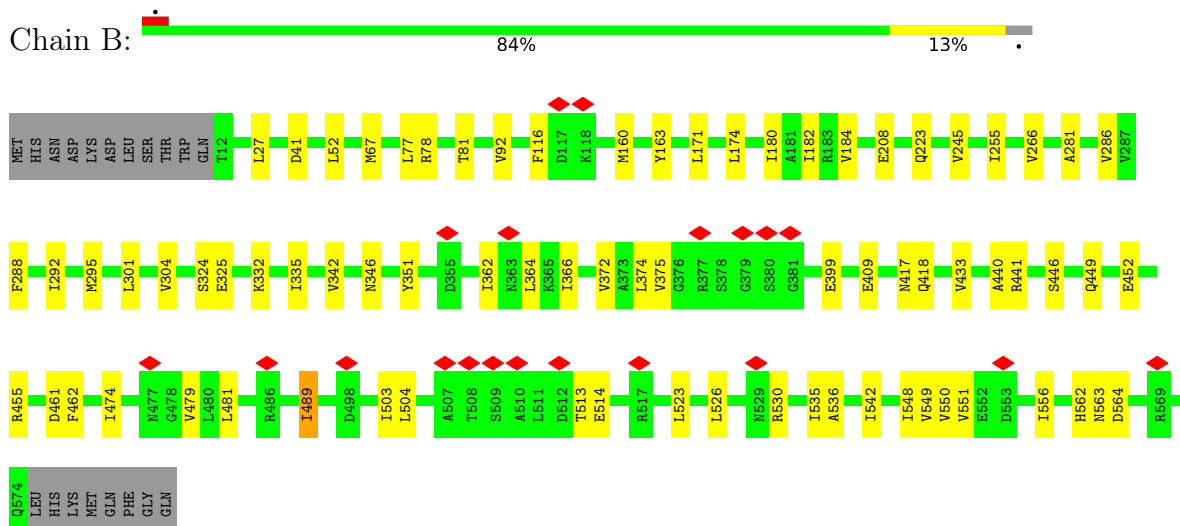 Chain B:
84% 13%
MET HIS ASN ASP LYS ASP LEU SER THR TRP GLN T12 L27 D41 L52 M67 L77 R78 T81 V92 F116 D117 K118 M160 Y163 L171 L174 I180 A181 I182 R183 V184 E208 Q223 V245 I255 V266 A281 V286 V287
F288 I292 M295 L301 V304 S324 E325 K332 I335 V342 N346 Y351 D355 I362 N363 L364 K365 I366 V372 A373 L374 V375 G376 R377 S378 G379 S380 G381 E399 E409 N417 Q418 V433 A440 R441 S446 Q449 E452
R455 D461 F462 I474 N477 G478 V479 L480 L481 R486 I489 D498 I503 L504 A507 T508 S509 A510 L511 D512 T513 E514 R517 L523 L526 N529 R530 I535 A536 I542 I548 V549 V550 V551 E552 D553 I556 H562 N563 D564 R569
Q574 LEU HIS LYS MET GLN PHE GLY GLN